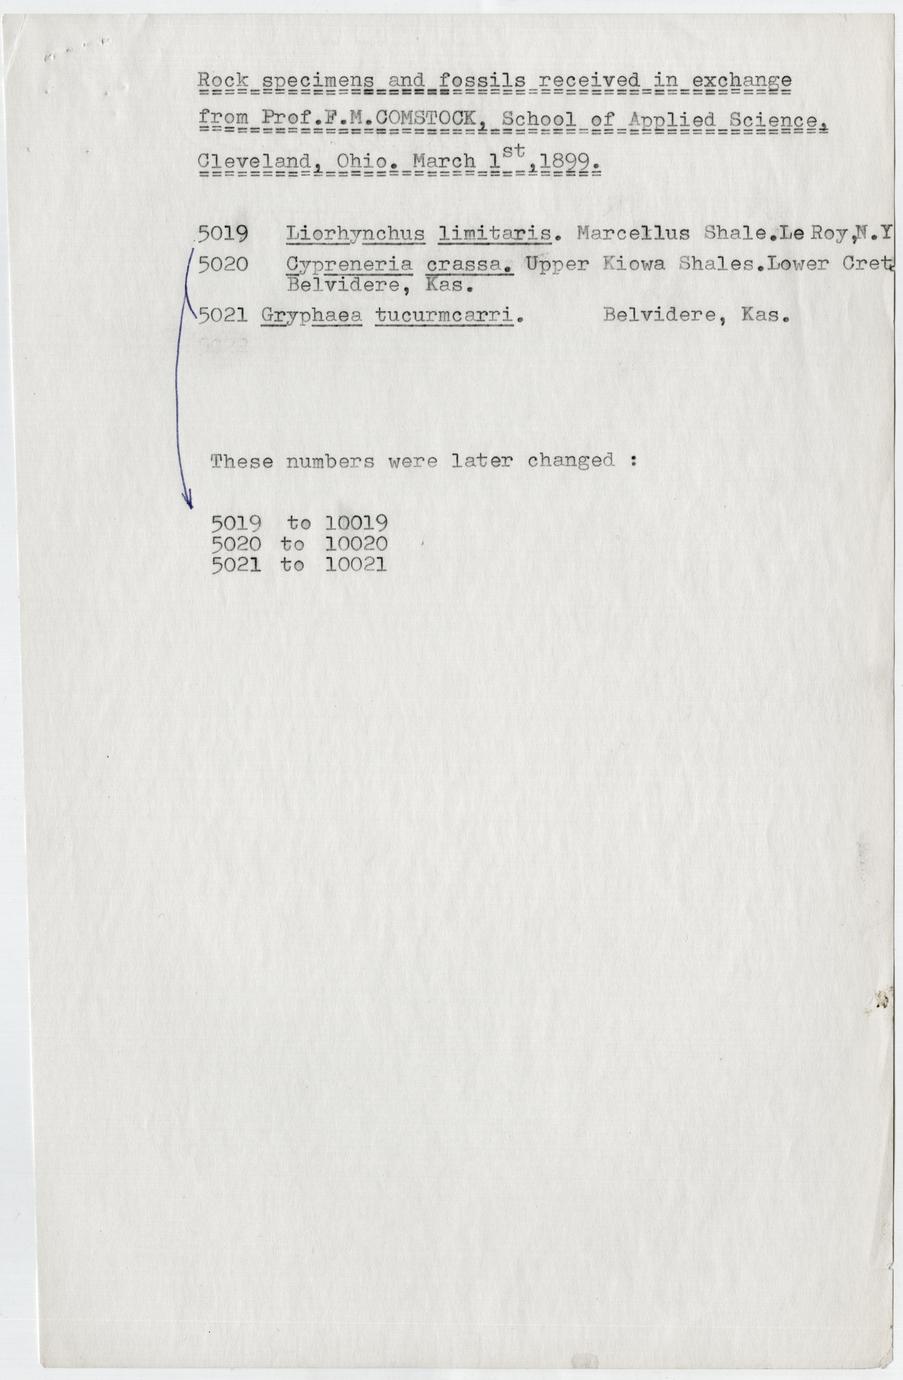 Rock specimens and fossils received in exchange
from Prof.F.M.COMSTOCK, School of Applied Science,
Cleveland, Ohio. March 1st,1899.
5019 Liorhynchus limitaris. Marcellus Shale.Le Roy,N.Y
5020 Cypreneria crassa. Upper Kiowa Shales.Lower Cret
Belvidere, Kas.
5021 Gryphaea tucurmcarri. Belvidere, Kas.
These numbers were later changed :
5019 to 10019
5020 to 10020
5021 to 10021